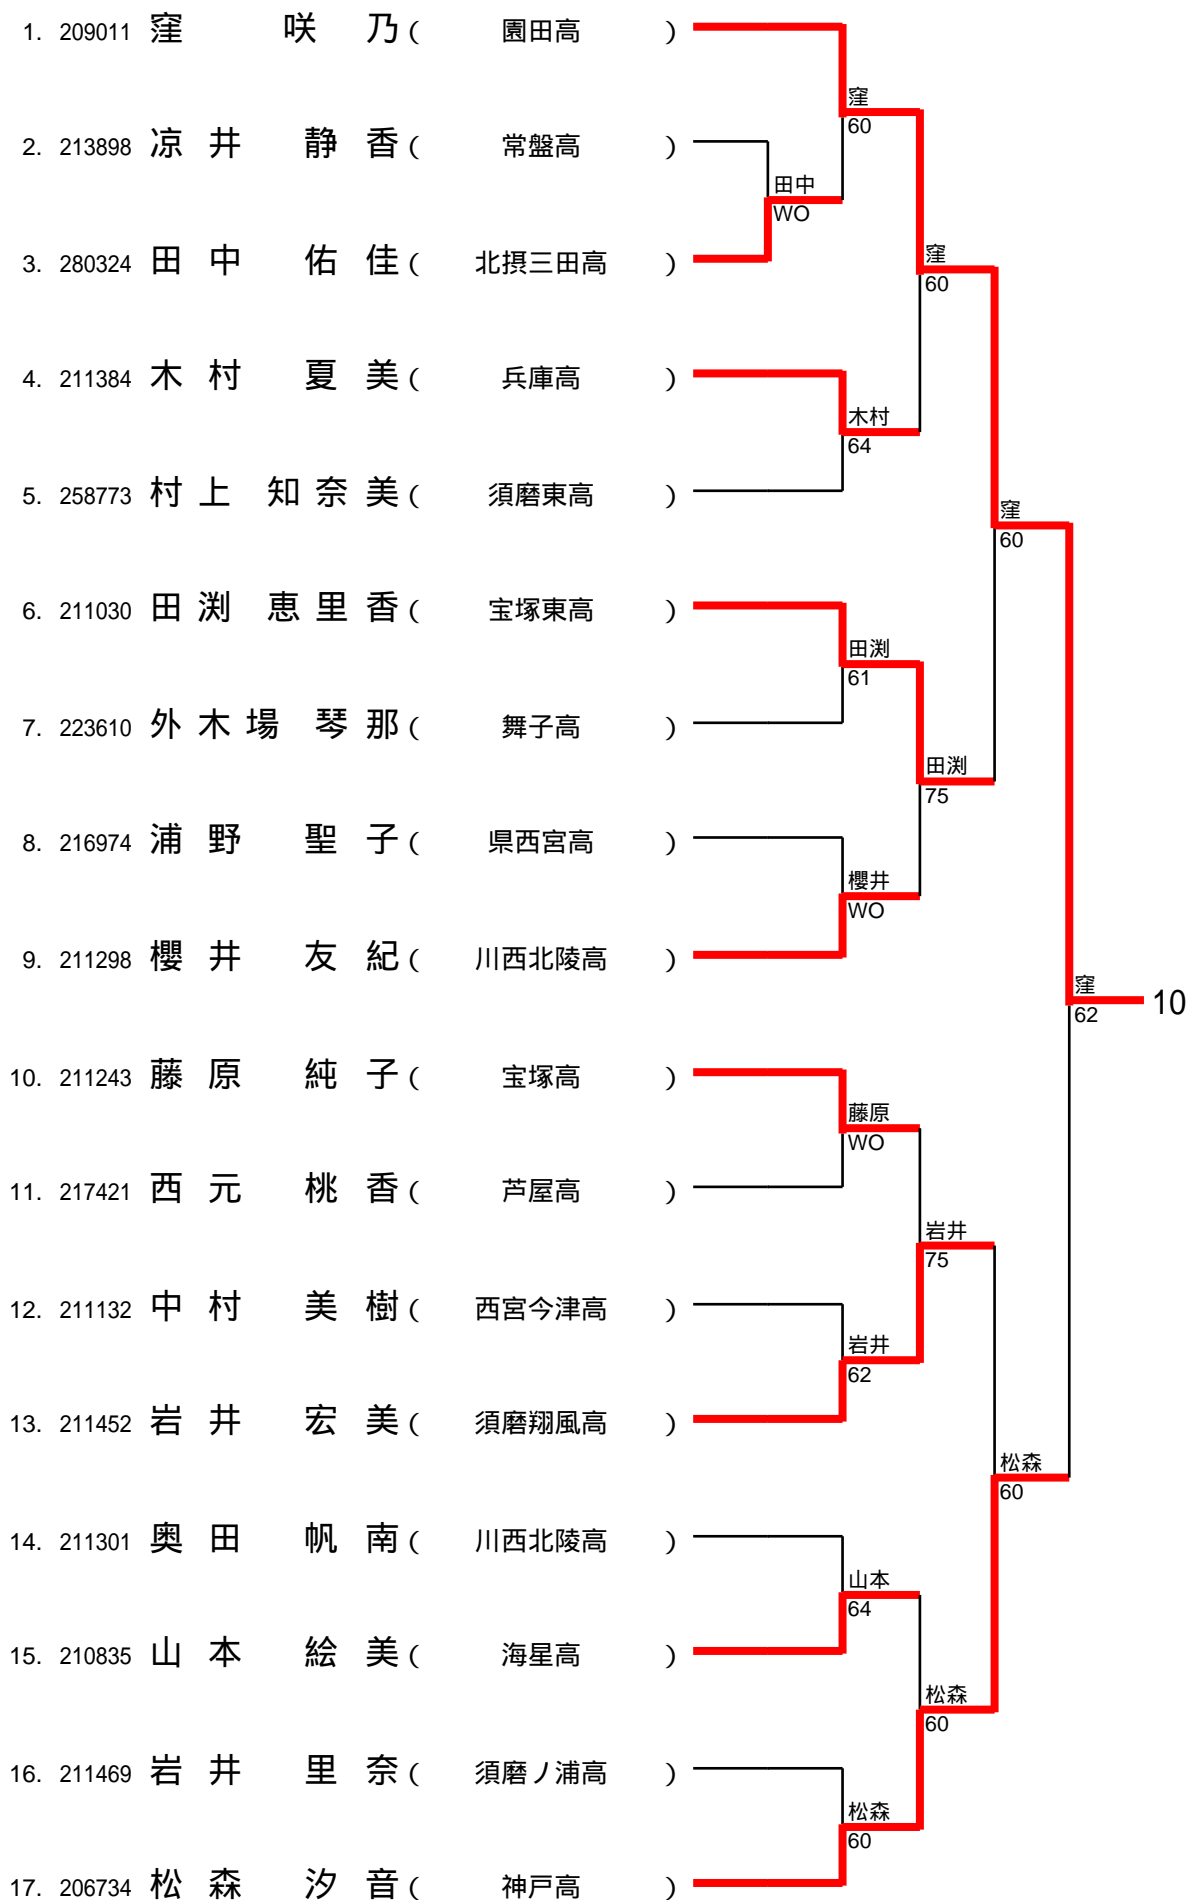 1. 209011 窪 咲 乃 ( 園田高 )
窪
60
2. 213898 凉 井 静 香 ( 常盤高 )
田中
WO
3. 280324 田 中 佑 佳 ( 北摂三田高 )
窪
60
4. 211384 木 村 夏 美 ( 兵庫高 )
木村
64
5. 258773 村 上 知 奈 美 ( 須磨東高 )
窪
60
6. 211030 田 渕 恵 里 香 ( 宝塚東高 )
田渕
61
7. 223610 外 木 場 琴 那 ( 舞子高 )
田渕
75
8. 216974 浦 野 聖 子 ( 県西宮高 )
櫻井
WO
9. 211298 櫻 井 友 紀 ( 川西北陵高 )
窪
62
10
10. 211243 藤 原 純 子 ( 宝塚高 )
藤原
WO
11. 217421 西 元 桃 香 ( 芦屋高 )
岩井
75
12. 211132 中 村 美 樹 ( 西宮今津高 )
岩井
62
13. 211452 岩 井 宏 美 ( 須磨翔風高 )
松森
60
14. 211301 奥 田 帆 南 ( 川西北陵高 )
山本
64
15. 210835 山 本 絵 美 ( 海星高 )
松森
60
16. 211469 岩 井 里 奈 ( 須磨ノ浦高 )
松森
60
17. 206734 松 森 汐 音 ( 神戸高 )